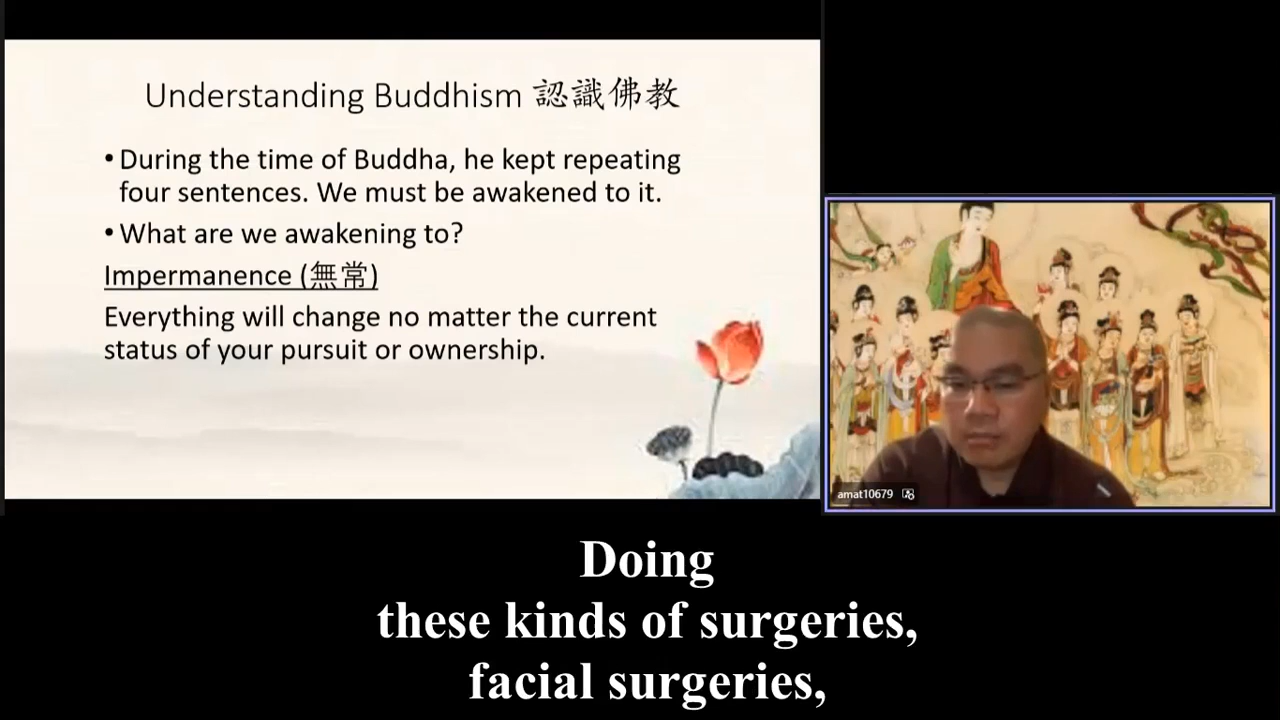 Understanding Buddhism 認識佛教
• During the time of Buddha, he kept repeating
four sentences. We must be awakened to it.
• What are we awakening to?
Impermanence (無常)
Everything will change no matter the current
status of your pursuit or ownership.
amat10679
Doing
these kinds of surgeries,
facial surgeries,